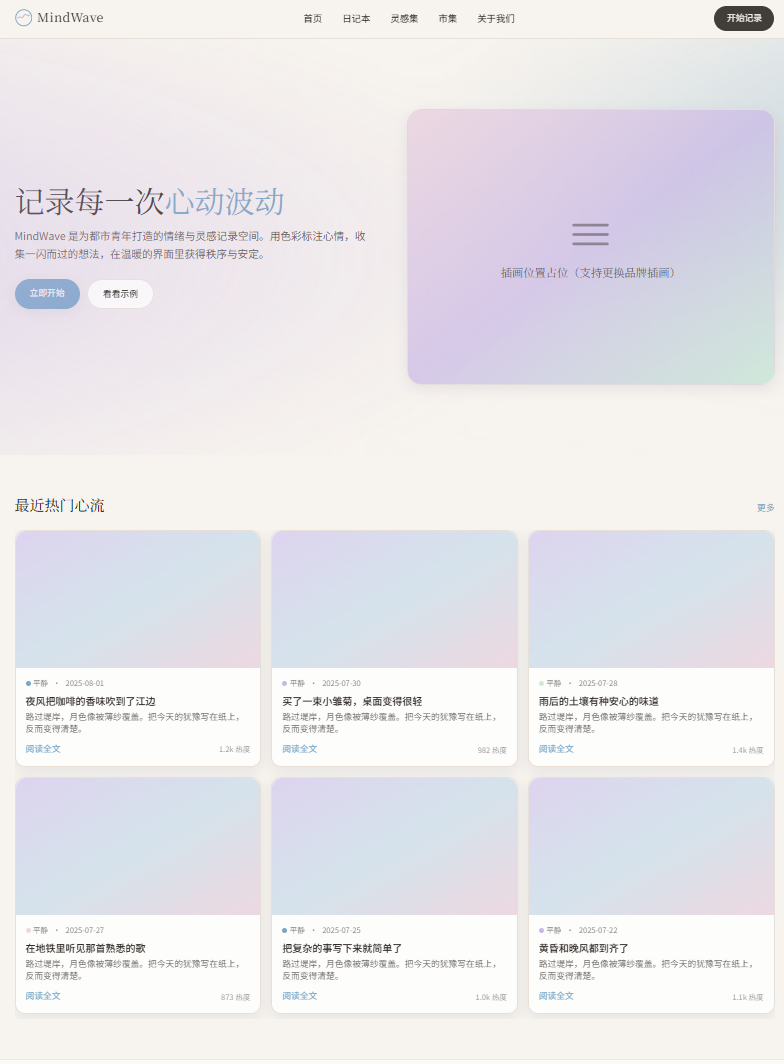 MindWave
首页 日记本 灵感集 市集 关于我们
开始记录
记录每一次心动波动
MindWave 是为都市青年打造的情绪与灵感记录空间。用色彩标注心情，收
集一闪而过的想法，在温暖的界面里获得秩序与安定。
立即开始 看看示例
插画位置占位（支持更换品牌插画）
最近热门心流
更多
平静 • 2025-08-01
夜风把咖啡的香味吹到了江边
路过堤岸，月色像被薄纱覆盖。把今天的犹豫写在纸上，
反而变得清楚。
阅读全文 1.2k 热度
平静 • 2025-07-30
买了一束小雏菊，桌面变得很轻
路过堤岸，月色像被薄纱覆盖。把今天的犹豫写在纸上，
反而变得清楚。
阅读全文 982 热度
平静 • 2025-07-28
雨后的土壤有种安心的味道
路过堤岸，月色像被薄纱覆盖。把今天的犹豫写在纸上，
反而变得清楚。
阅读全文 1.4k 热度
平静 • 2025-07-27
在地铁里听见那首熟悉的歌
路过堤岸，月色像被薄纱覆盖。把今天的犹豫写在纸上，
反而变得清楚。
阅读全文 873 热度
平静 • 2025-07-25
把复杂的事写下来就简单了
路过堤岸，月色像被薄纱覆盖。把今天的犹豫写在纸上，
反而变得清楚。
阅读全文 1.0k 热度
平静 • 2025-07-22
黄昏和晚风都到齐了
路过堤岸，月色像被薄纱覆盖。把今天的犹豫写在纸上，
反而变得清楚。
阅读全文 1.1k 热度